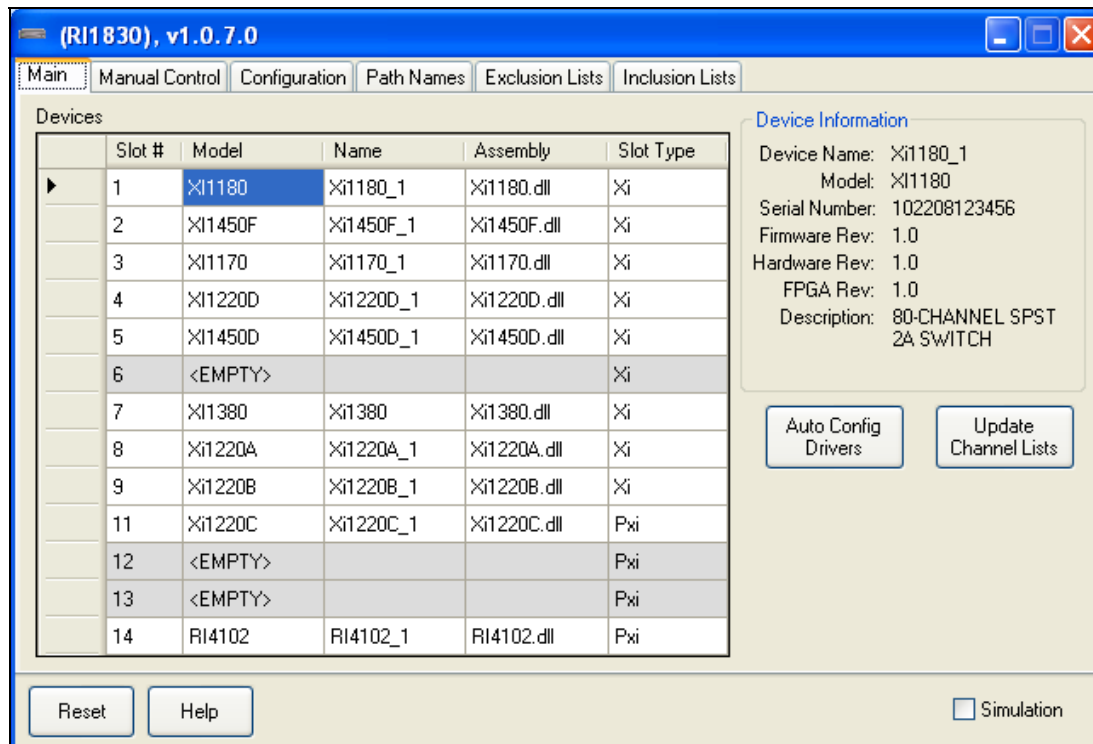 (RI1830), v1.0.7.0
Main Manual Control Configuration Path Names Exclusion Lists Inclusion Lists
Devices
Slot # Model Name Assembly Slot Type
1 XI1180 Xi1180_1 Xi1180.dll Xi
2 XI1450F Xi1450F_1 Xi1450F.dll Xi
3 XI1170 Xi1170_1 Xi1170.dll Xi
4 XI1220D Xi1220D_1 Xi1220D.dll Xi
5 XI1450D Xi1450D_1 Xi1450D.dll Xi
6 <EMPTY> Xi
7 XI1380 Xi1380 Xi1380.dll Xi
8 Xi1220A Xi1220A_1 Xi1220A.dll Xi
9 Xi1220B Xi1220B_1 Xi1220B.dll Xi
11 Xi1220C Xi1220C_1 Xi1220C.dll Pxi
12 <EMPTY> Pxi
13 <EMPTY> Pxi
14 RI4102 RI4102_1 RI4102.dll Pxi
Device Information
Device Name: Xi1180_1
Model: XI1180
Serial Number: 102208123456
Firmware Rev: 1.0
Hardware Rev: 1.0
FPGA Rev: 1.0
Description: 80-CHANNEL SPST
2A SWITCH
Auto Config
Drivers
Update
Channel Lists
Reset Help
Simulation